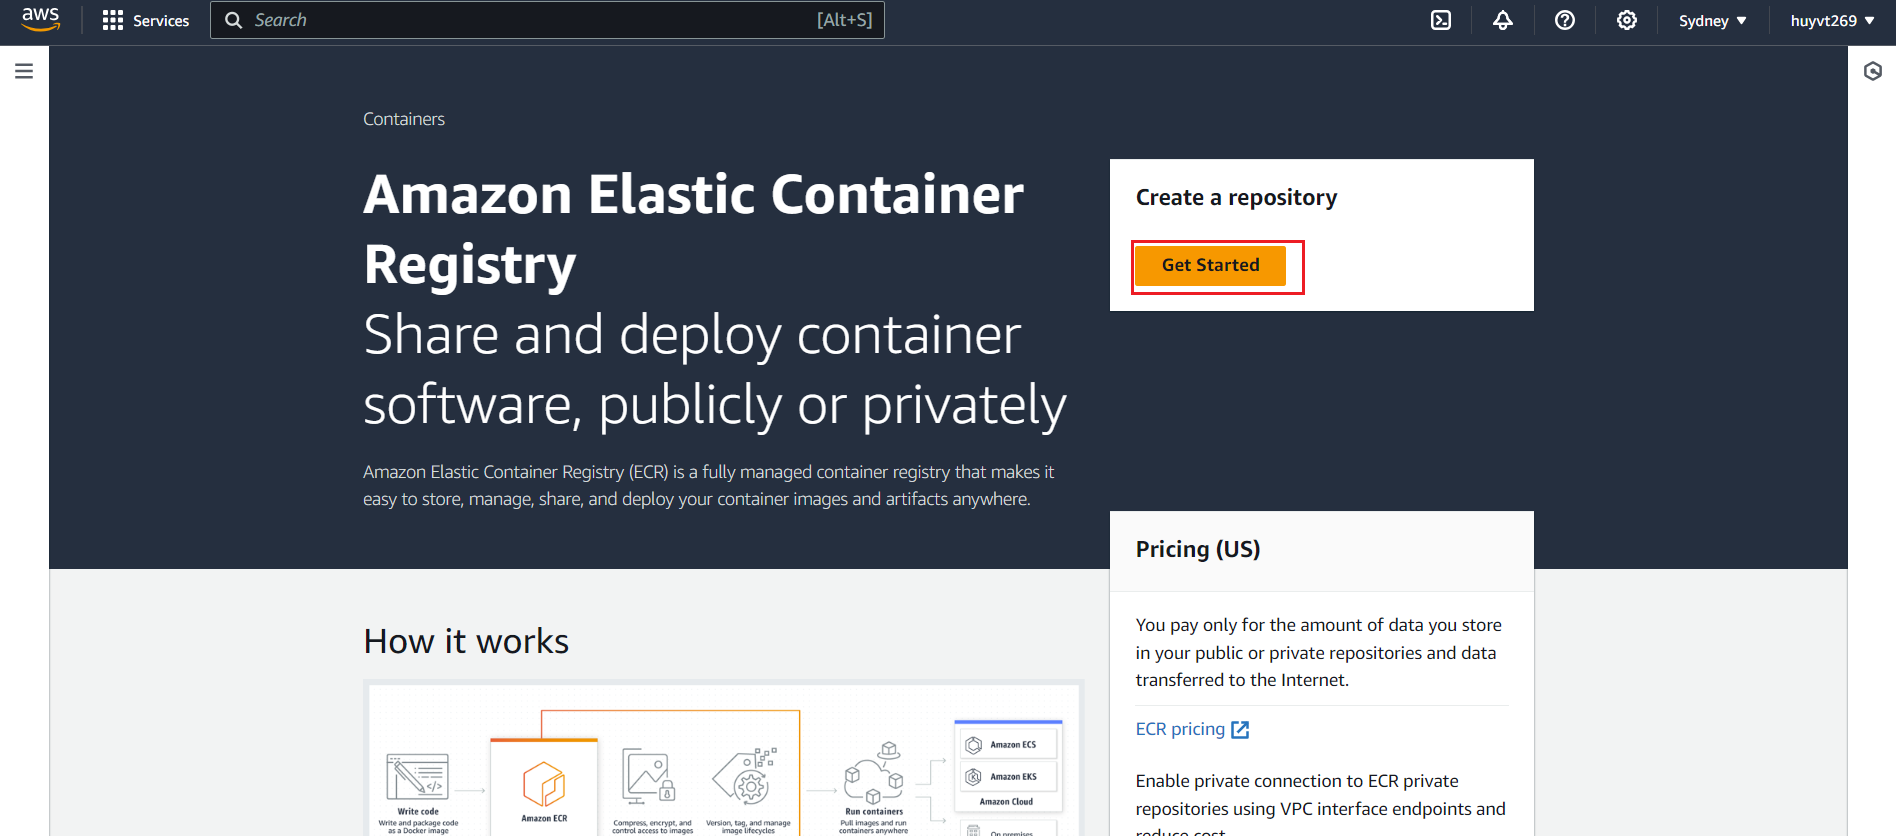 aws
Services
Search
[Alt+S]
Sydney
huyvt269
Containers
Amazon Elastic Container
Registry
Share and deploy container
software, publicly or privately
Amazon Elastic Container Registry (ECR) is a fully managed container registry that makes it
easy to store, manage, share, and deploy your container images and artifacts anywhere.
Create a repository
Get Started
Pricing (US)
You pay only for the amount of data you store
in your public or private repositories and data
transferred to the Internet.
ECR pricing
Enable private connection to ECR private
repositories using VPC interface endpoints and
reduce cost
How it works
Write code
Write and package code
as a Docker image
Amazon ECR
Compress, encrypt, and
control access to images
Version, tag, and manage
image lifecycles
Run containers
Pull images and run
containers anywhere
Amazon ECS
Amazon EKS
Amazon Cloud
On premises